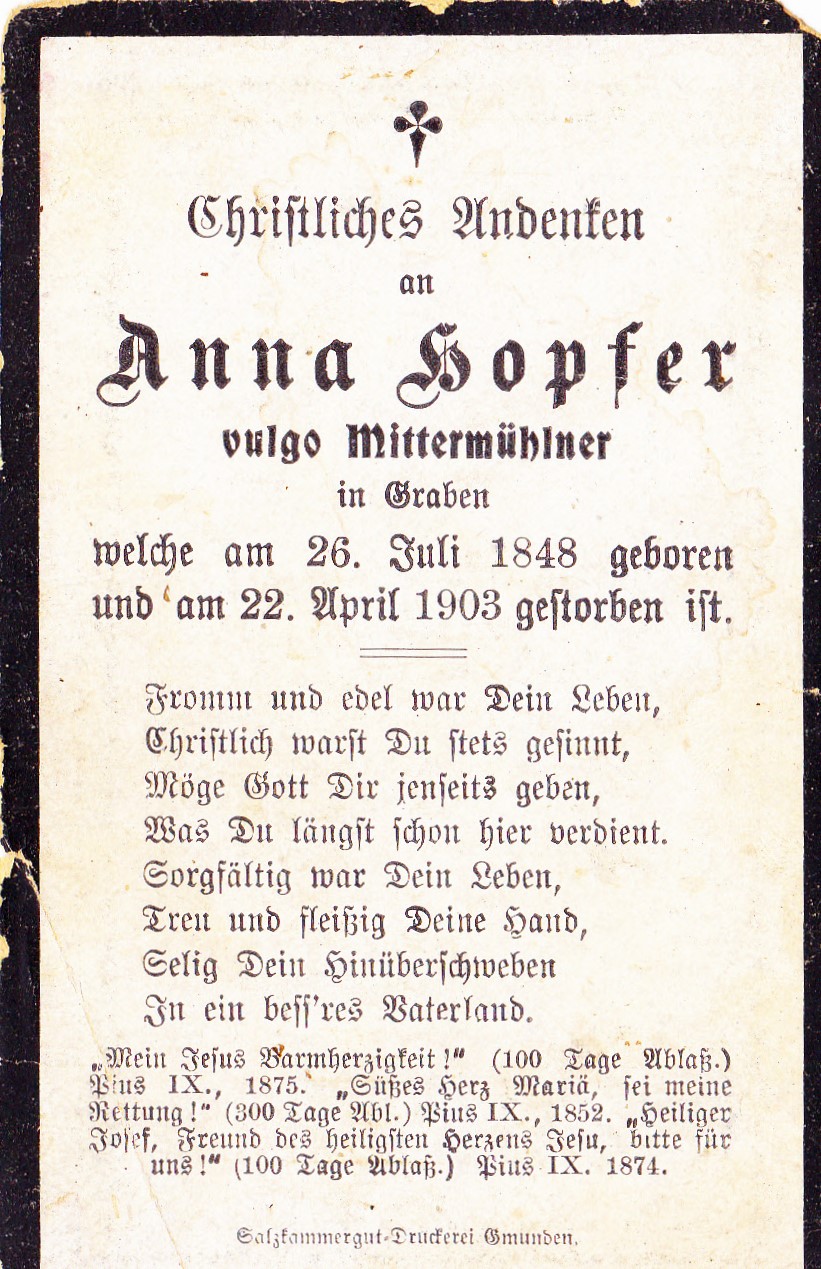 Christliches Andenken
an
Anna Hopfer
vulgo Mittermühlner
in Graben
welche am 26. Juli 1848 geboren
und am 22. April 1903 gestorben ist.
Fromm und edel war Dein Leben,
Christlich warst Du stets gesinnt,
Möge Gott Dir jenseits geben,
Was Du längst schon hier verdient.
Sorgfältig war Dein Leben,
Treu und fleißig Deine Hand,
Selig Dein Hinüberschweben
In ein bess'res Vaterland.
„Mein Jesus Barmherzigkeit!" (100 Tage Ablaß.)
Pius IX., 1875. „Süßes Herz Mariä, sei meine
Rettung!" (300 Tage Abl.) Pius IX., 1852. „Heiliger
Josef, Freund des heiligsten Herzens Jesu, bitte für
uns!" (100 Tage Ablaß.) Pius IX. 1874.
Salzkammergut-Druckerei Gmunden.